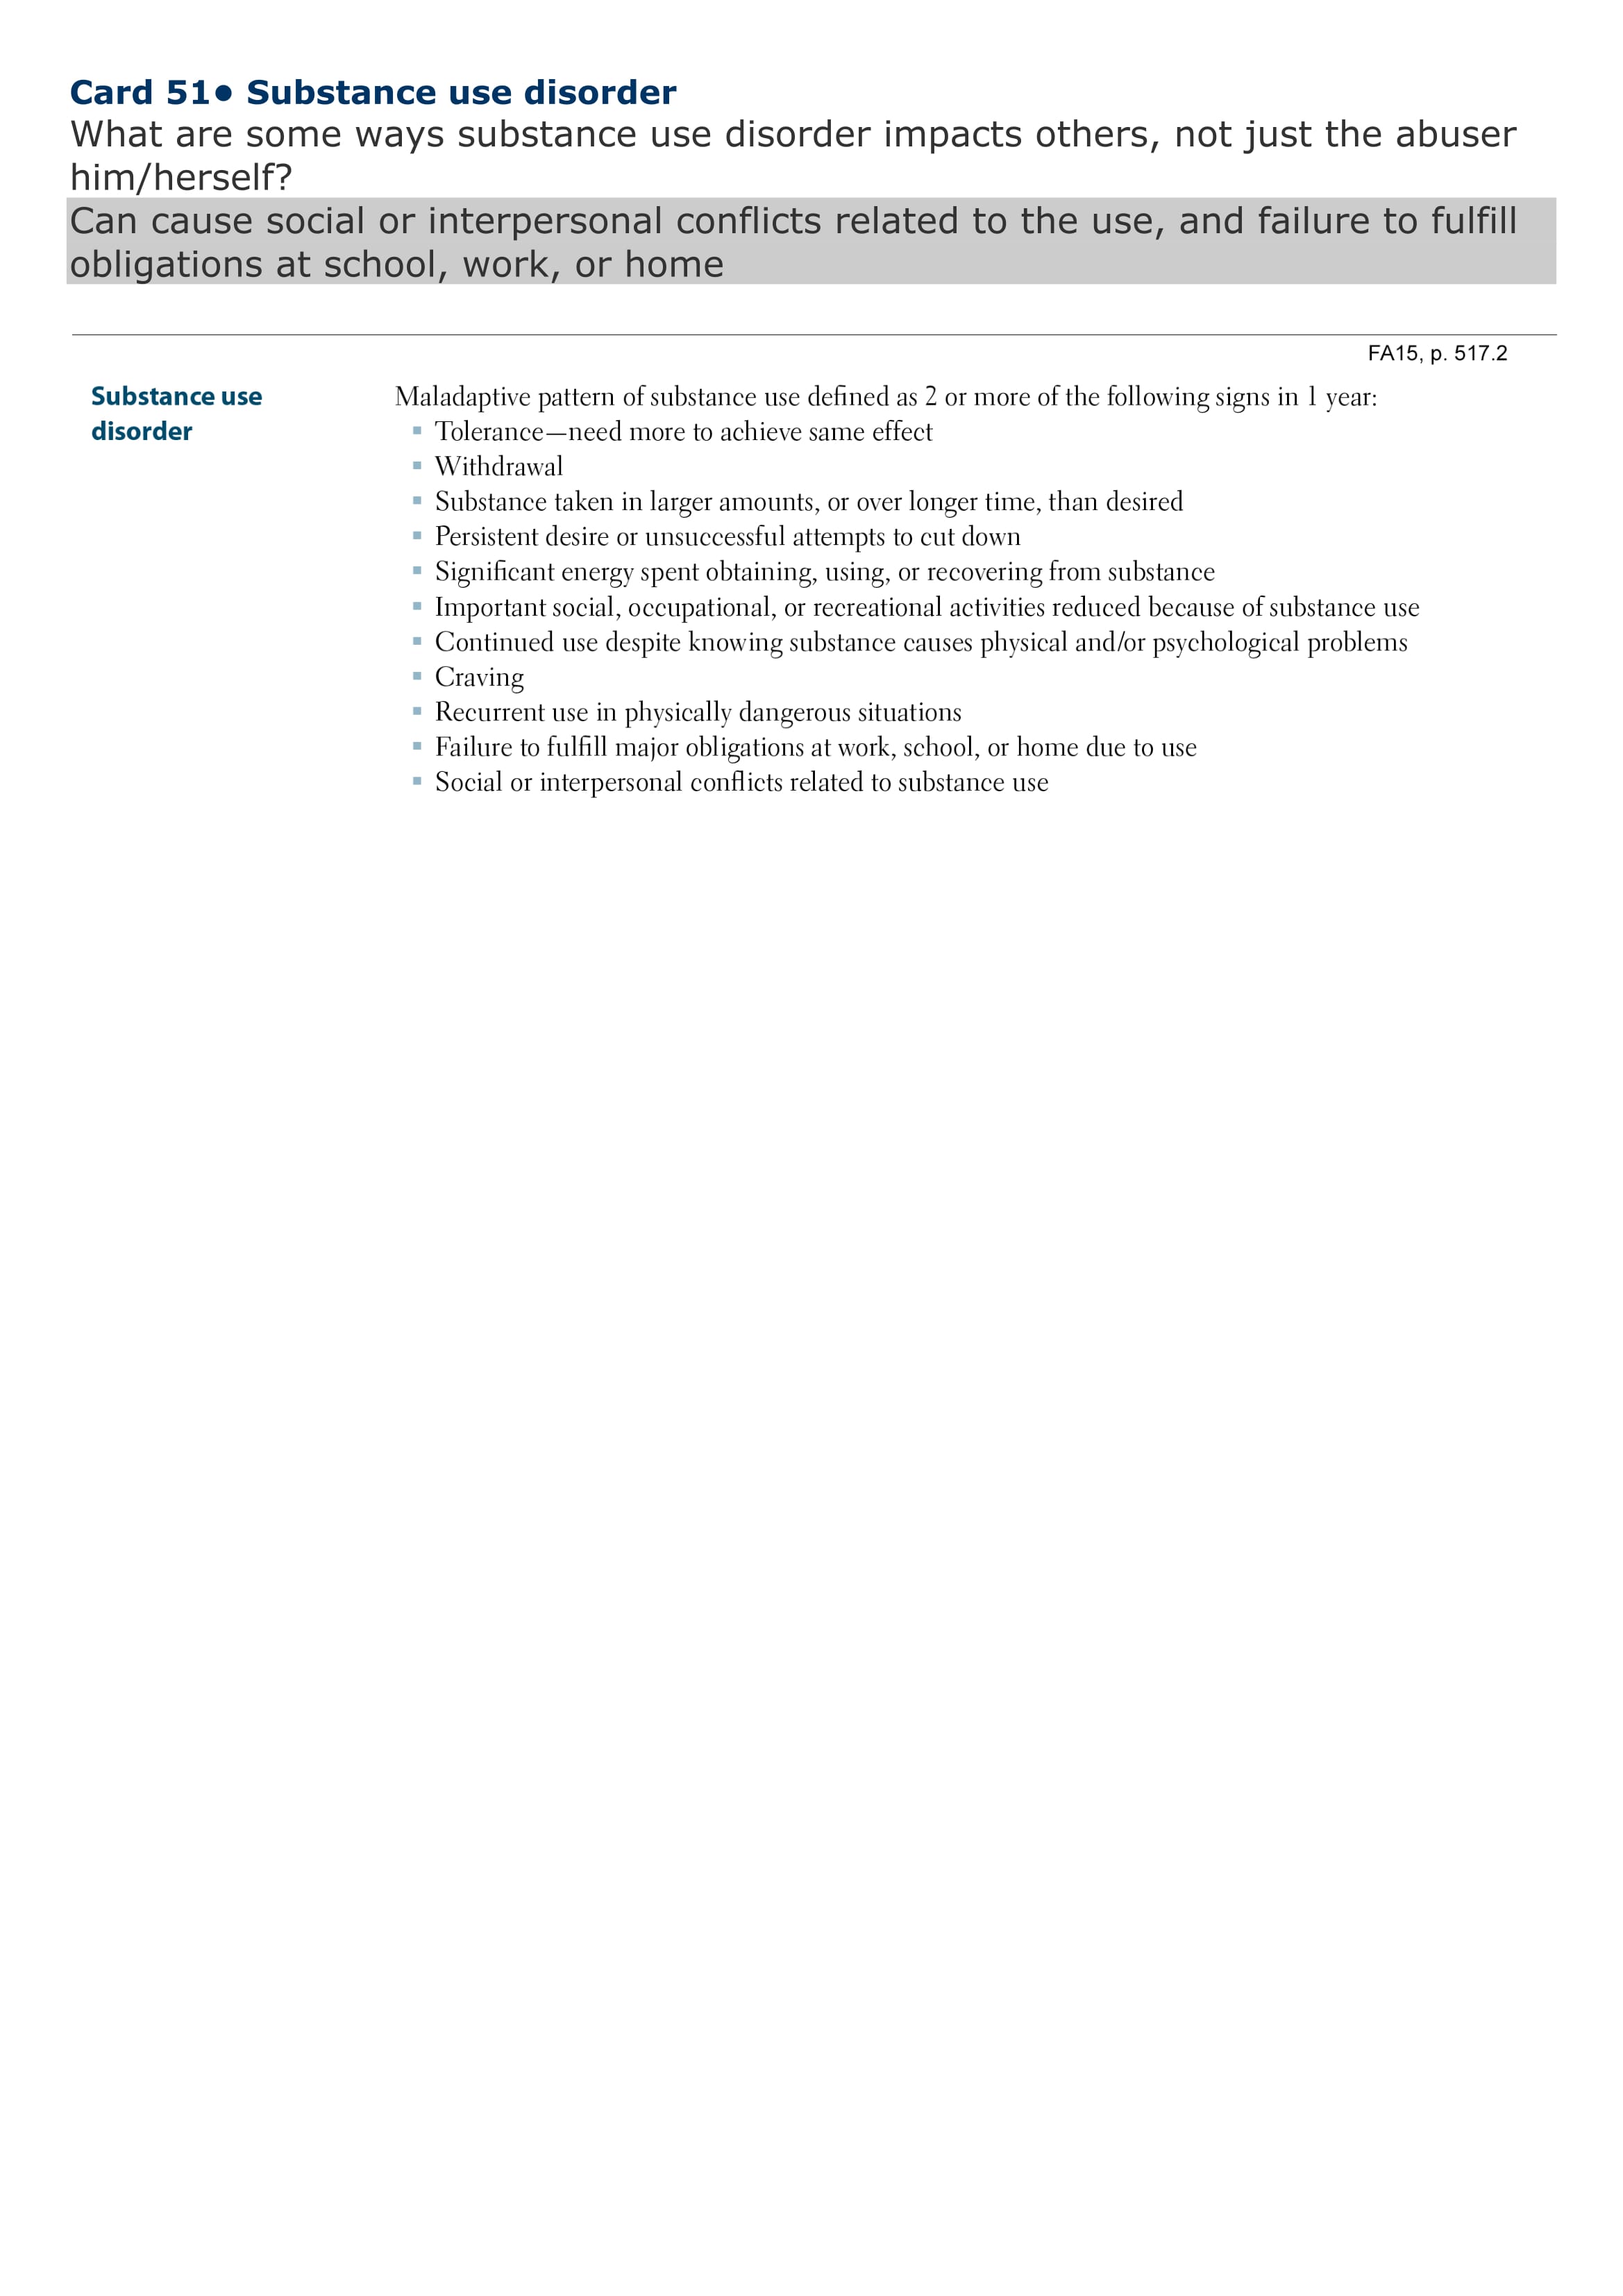 Card 51● Substance use disorder
What are some ways substance use disorder impacts others, not just the abuser
him/herself?
Can cause social or interpersonal conflicts related to the use, and failure to fulfill
obligations at school, work, or home
FA15, p. 517.2
Substance use
disorder
Maladaptive pattern of substance use defined as 2 or more of the following signs in 1 year:
▪ Tolerance—need more to achieve same effect
▪ Withdrawal
▪ Substance taken in larger amounts, or over longer time, than desired
▪ Persistent desire or unsuccessful attempts to cut down
▪ Significant energy spent obtaining, using, or recovering from substance
▪ Important social, occupational, or recreational activities reduced because of substance use
▪ Continued use despite knowing substance causes physical and/or psychological problems
▪ Craving
▪ Recurrent use in physically dangerous situations
▪ Failure to fulfill major obligations at work, school, or home due to use
▪ Social or interpersonal conflicts related to substance use